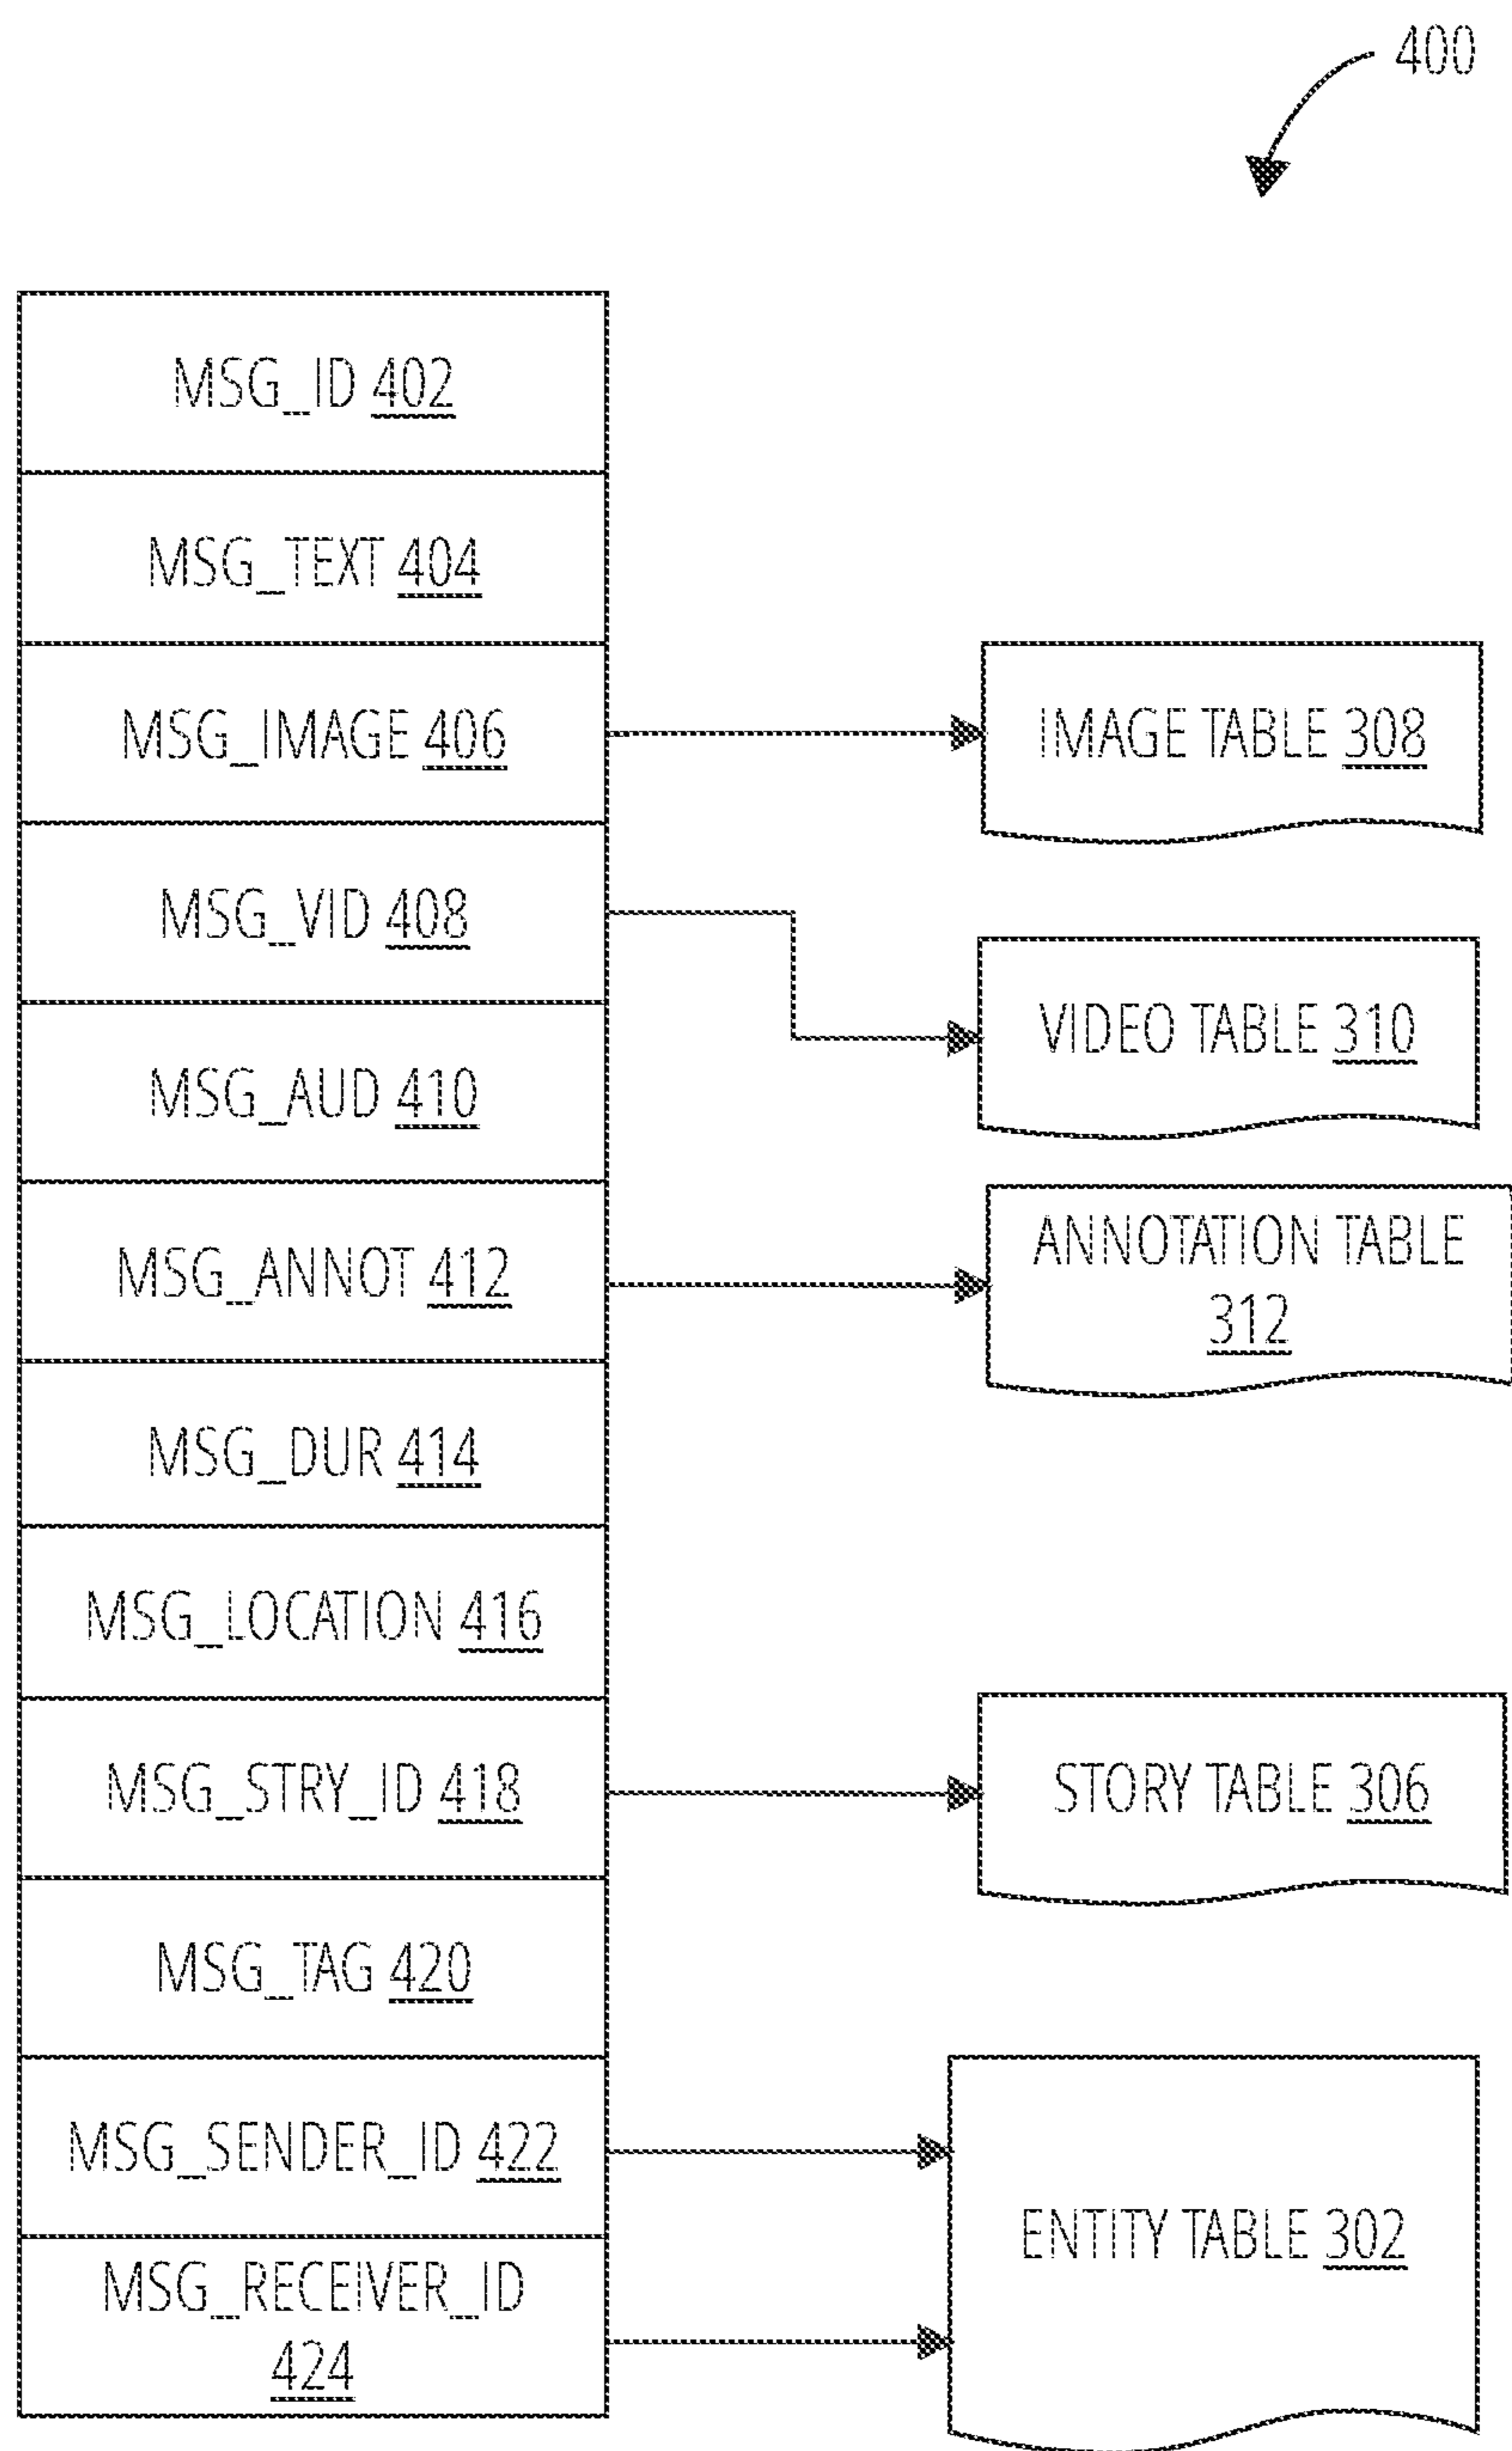 400
MSG_ID 402
MSG_TEXT 404
MSG_IMAGE 406
IMAGE TABLE 308
MSG_VID 408
VIDEO TABLE 310
MSG_AUD 410
MSG_ANNOT 412
ANNOTATION TABLE
312
MSG_DUR 414
MSG_LOCATION 416
MSG_STRY_ID 418
STORY TABLE 306
MSG_TAG 420
MSG_SENDER_ID 422
ENTITY TABLE 302
MSG_RECEIVER_ID
424